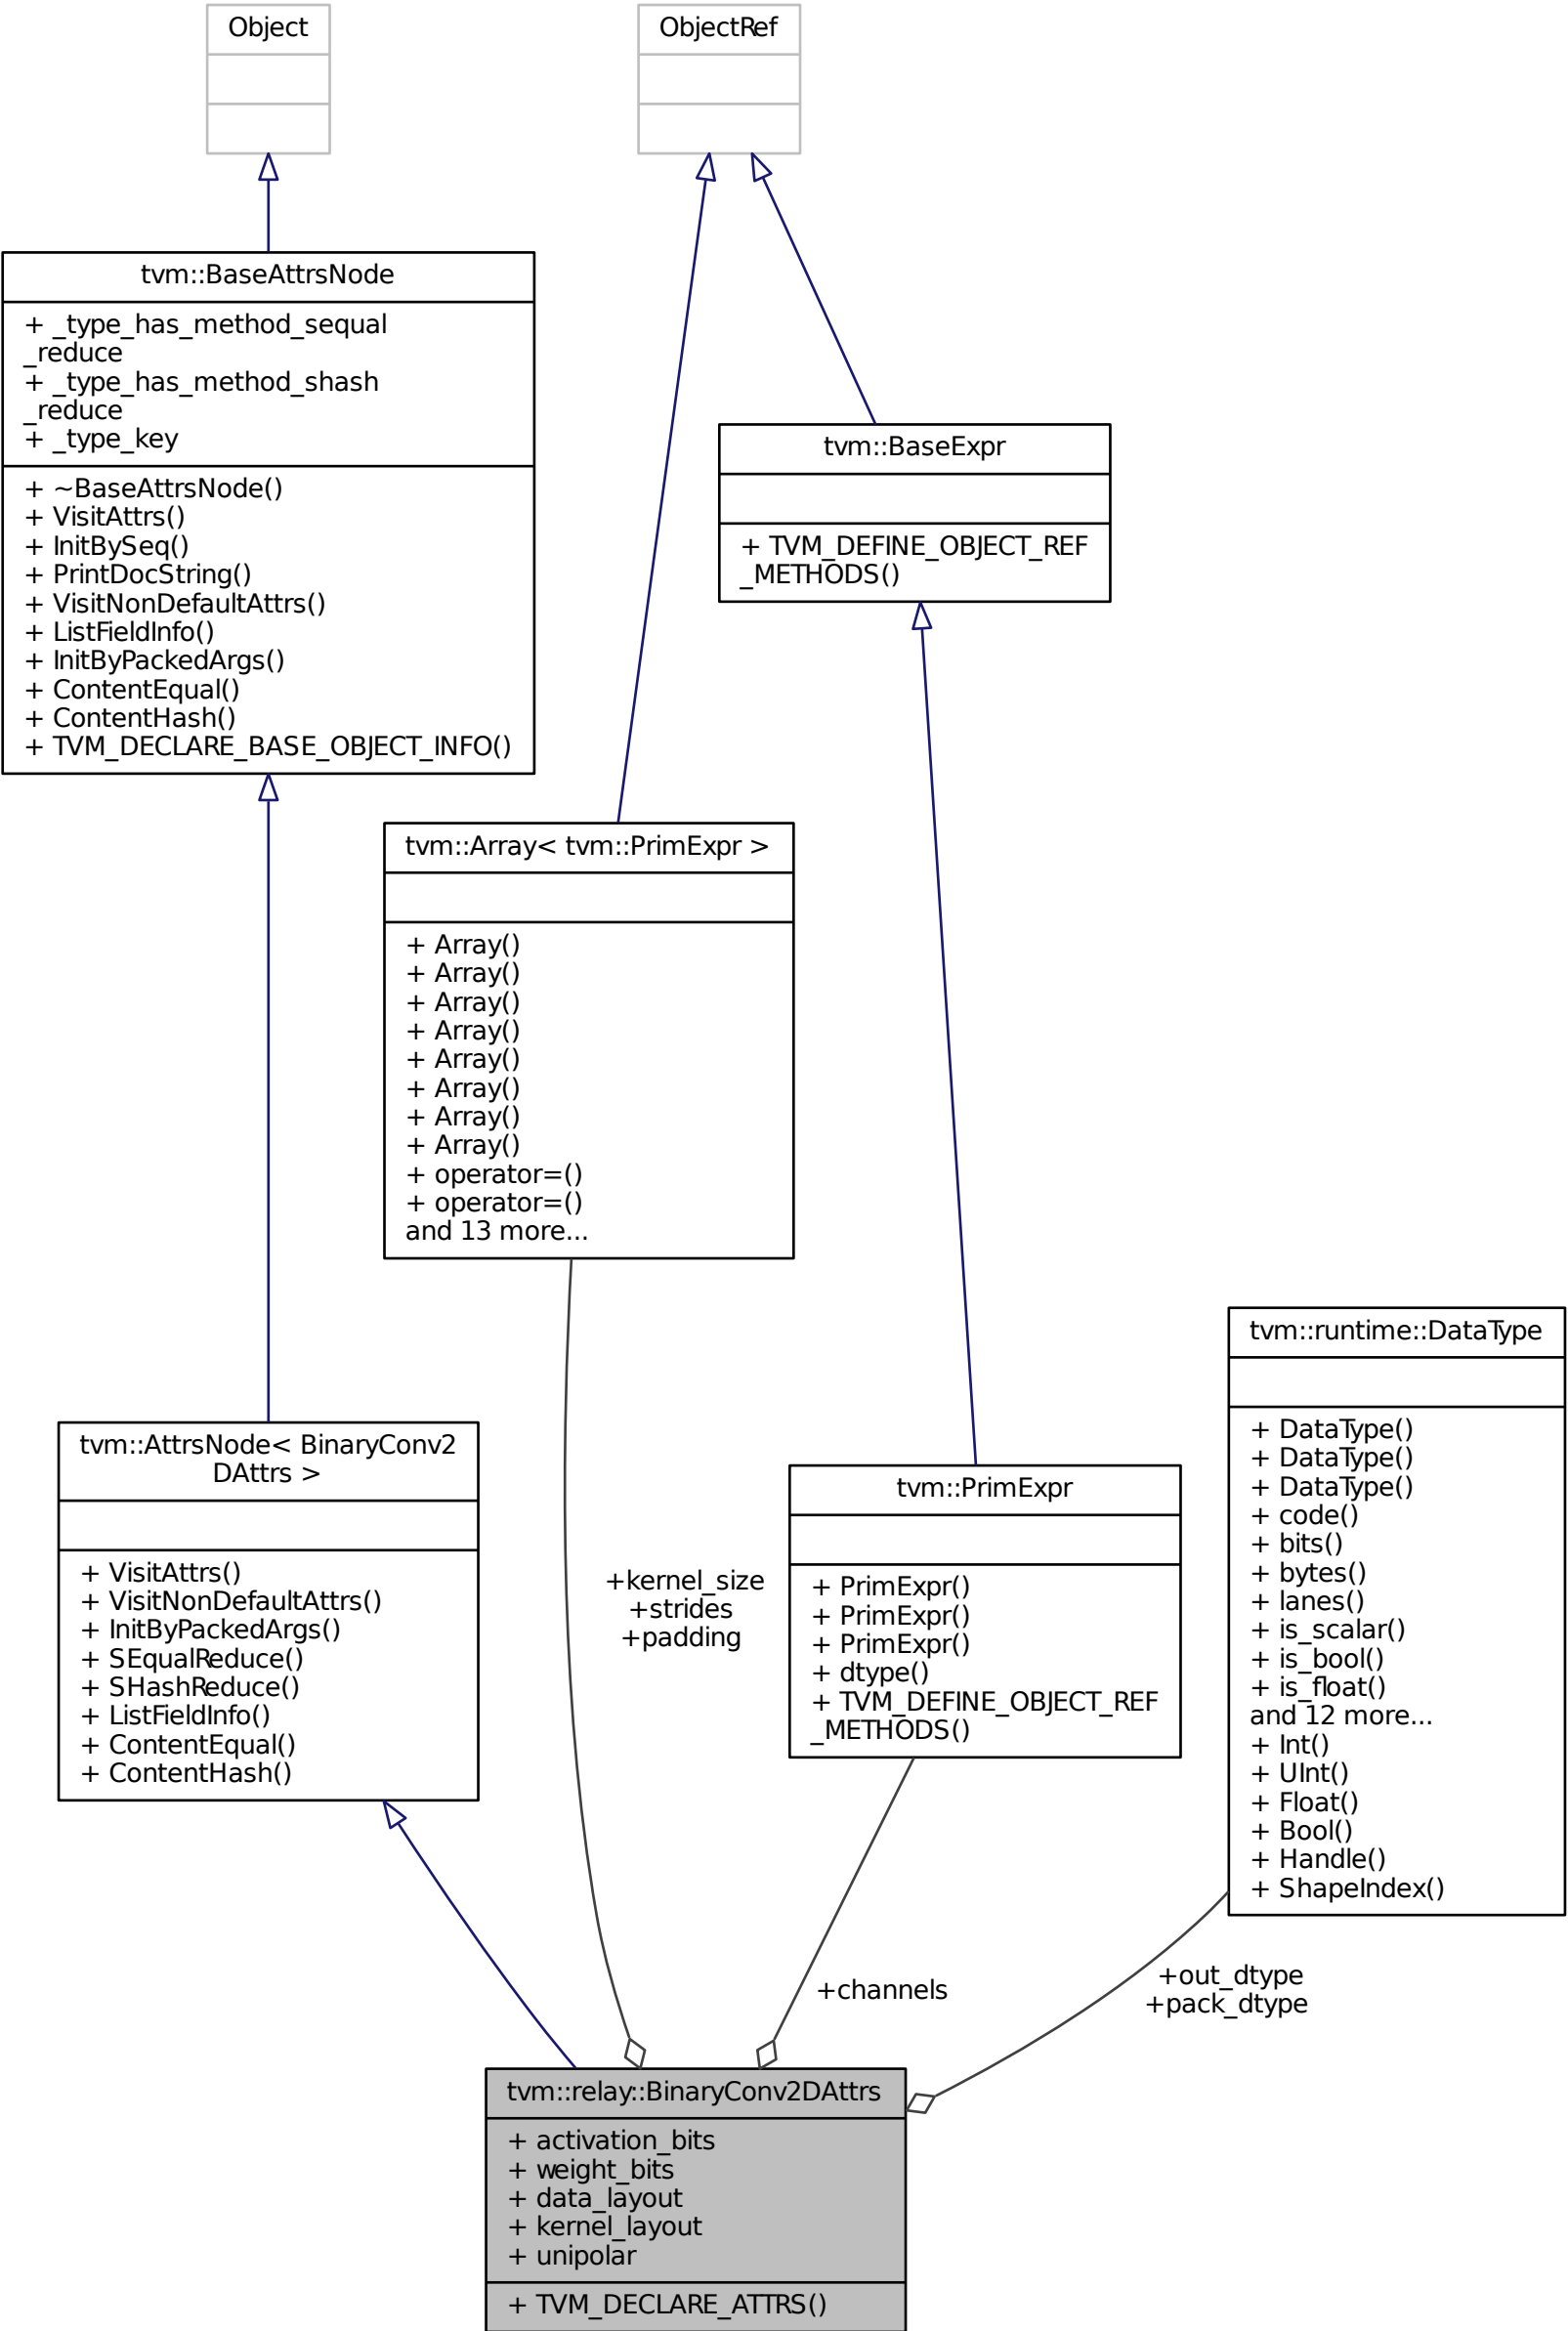 Object
ObjectRef
tvm::BaseAttrsNode
+ _type_has_method_sequal
_reduce
+ _type_has_method_shash
_reduce
+ _type_key
+ ~BaseAttrsNode()
+ VisitAttrs()
+ InitBySeq()
+ PrintDocString()
+ VisitNonDefaultAttrs()
+ ListFieldInfo()
+ InitByPackedArgs()
+ ContentEqual()
+ ContentHash()
+ TVM_DECLARE_BASE_OBJECT_INFO()
tvm::BaseExpr
+ TVM_DEFINE_OBJECT_REF
_METHODS()
tvm::Array< tvm::PrimExpr >
+ Array()
+ Array()
+ Array()
+ Array()
+ Array()
+ Array()
+ Array()
+ Array()
+ operator=()
+ operator=()
and 13 more...
tvm::runtime::DataType
+ DataType()
+ DataType()
+ DataType()
+ code()
+ bits()
+ bytes()
+ lanes()
+ is_scalar()
+ is_bool()
+ is_float()
and 12 more...
+ Int()
+ UInt()
+ Float()
+ Bool()
+ Handle()
+ ShapeIndex()
tvm::AttrsNode< BinaryConv2
DAttrs >
+ VisitAttrs()
+ VisitNonDefaultAttrs()
+ InitByPackedArgs()
+ SEqualReduce()
+ SHashReduce()
+ ListFieldInfo()
+ ContentEqual()
+ ContentHash()
+kernel_size
+strides
+padding
tvm::PrimExpr
+ PrimExpr()
+ PrimExpr()
+ PrimExpr()
+ dtype()
+ TVM_DEFINE_OBJECT_REF
_METHODS()
+channels
+out_dtype
+pack_dtype
tvm::relay::BinaryConv2DAttrs
+ activation_bits
+ weight_bits
+ data_layout
+ kernel_layout
+ unipolar
+ TVM_DECLARE_ATTRS()